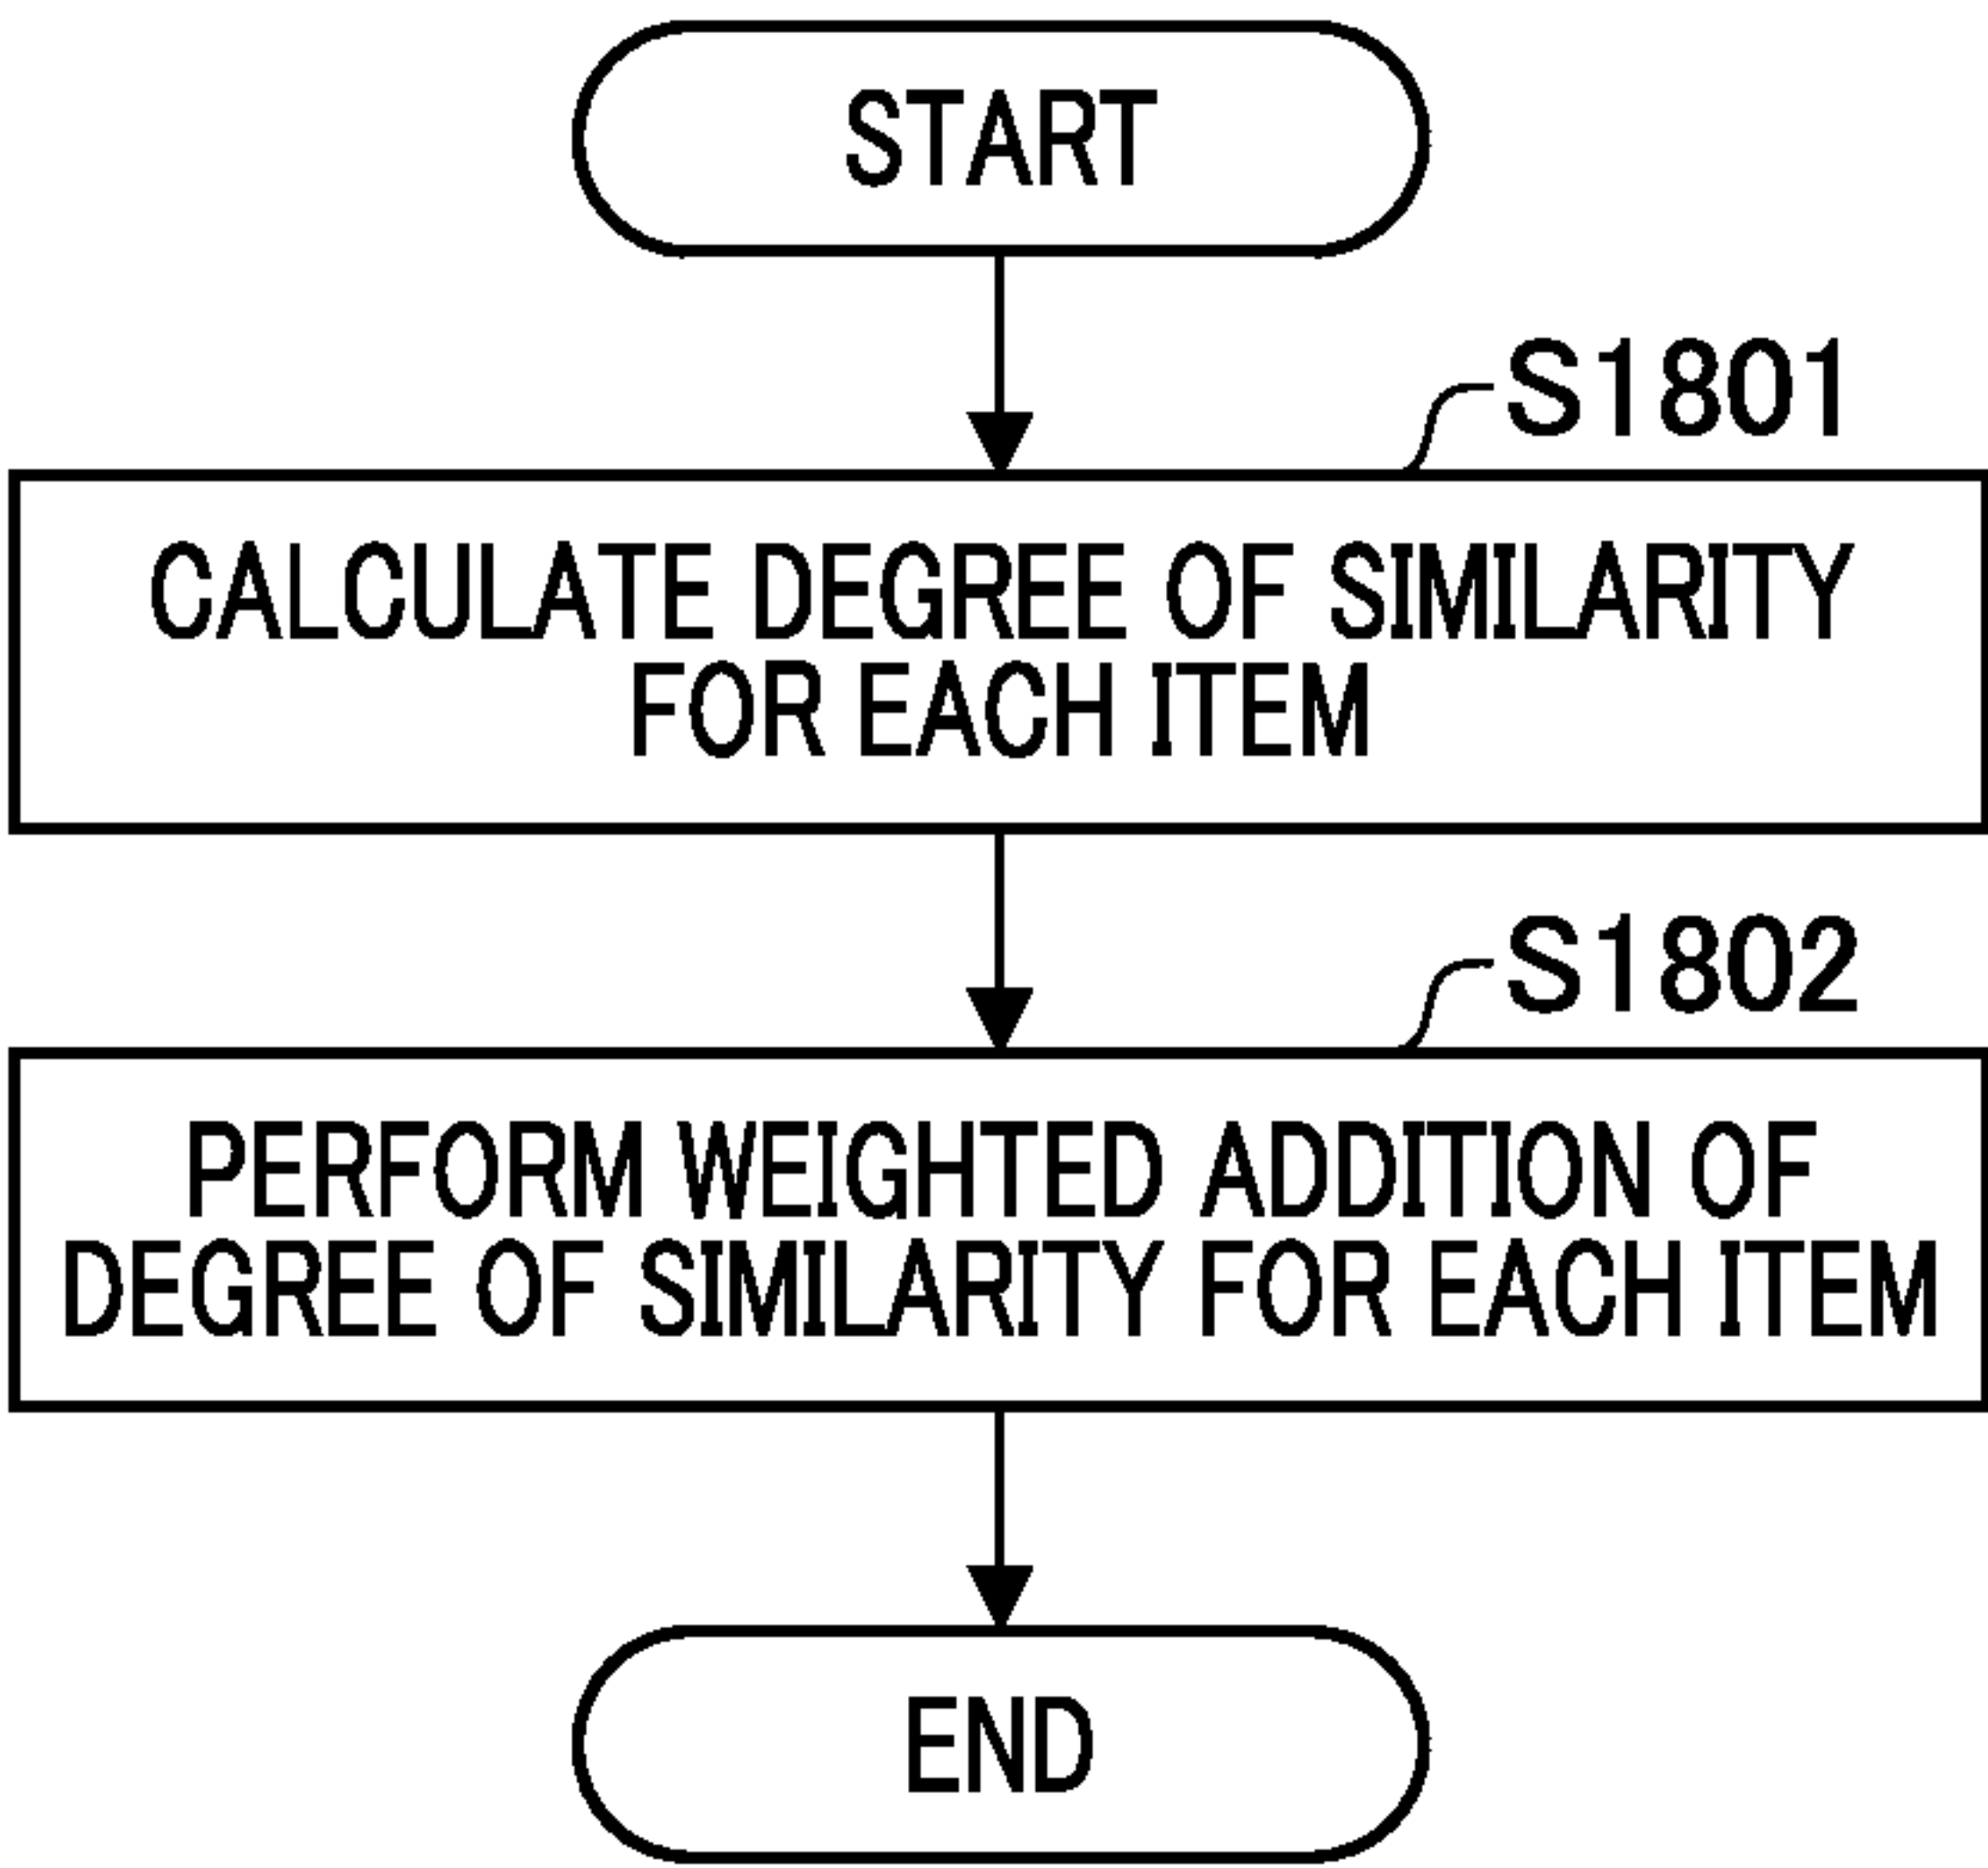 START
S1801
CALCULATE DEGREE OF SIMILARITY
FOR EACH ITEM
S1802
PERFORM WEIGHTED ADDITION OF
DEGREE OF SIMILARITY FOR EACH ITEM
END